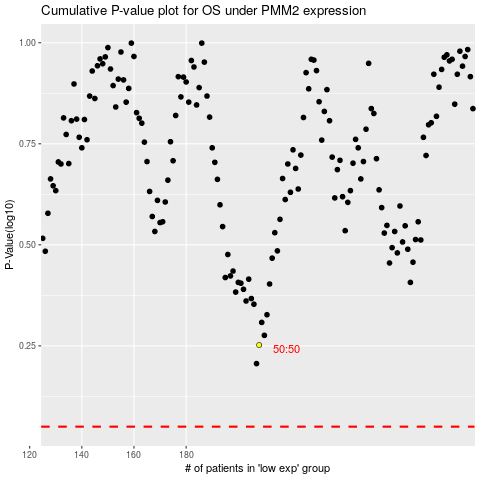 Cumulative P-value plot for OS under PMM2 expression
P-Value(log10)
1.00
0.75
0.50
0.25
50:50
120 140 160 180
# of patients in 'low exp' group